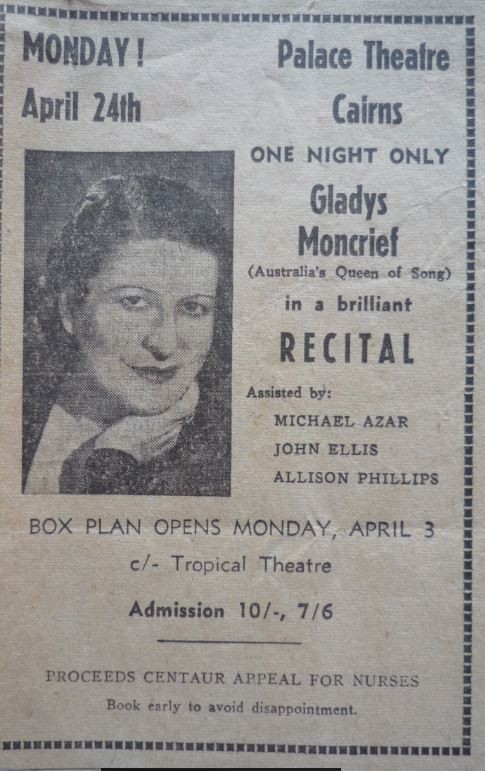 MONDAY!
April 24th
Palace Theatre
Cairns
ONE NIGHT ONLY
Gladys
Moncrief
(Australia's Queen of Song)
in a brilliant
RECITAL
Assisted by:
MICHAEL AZAR
JOHN ELLIS
ALLISON PHILLIPS
BOX PLAN OPENS MONDAY, APRIL 3
c/- Tropical Theatre
Admission 10/-, 7/6
PROCEEDS CENTAUR APPEAL FOR NURSES
Book early to avoid disappointment.